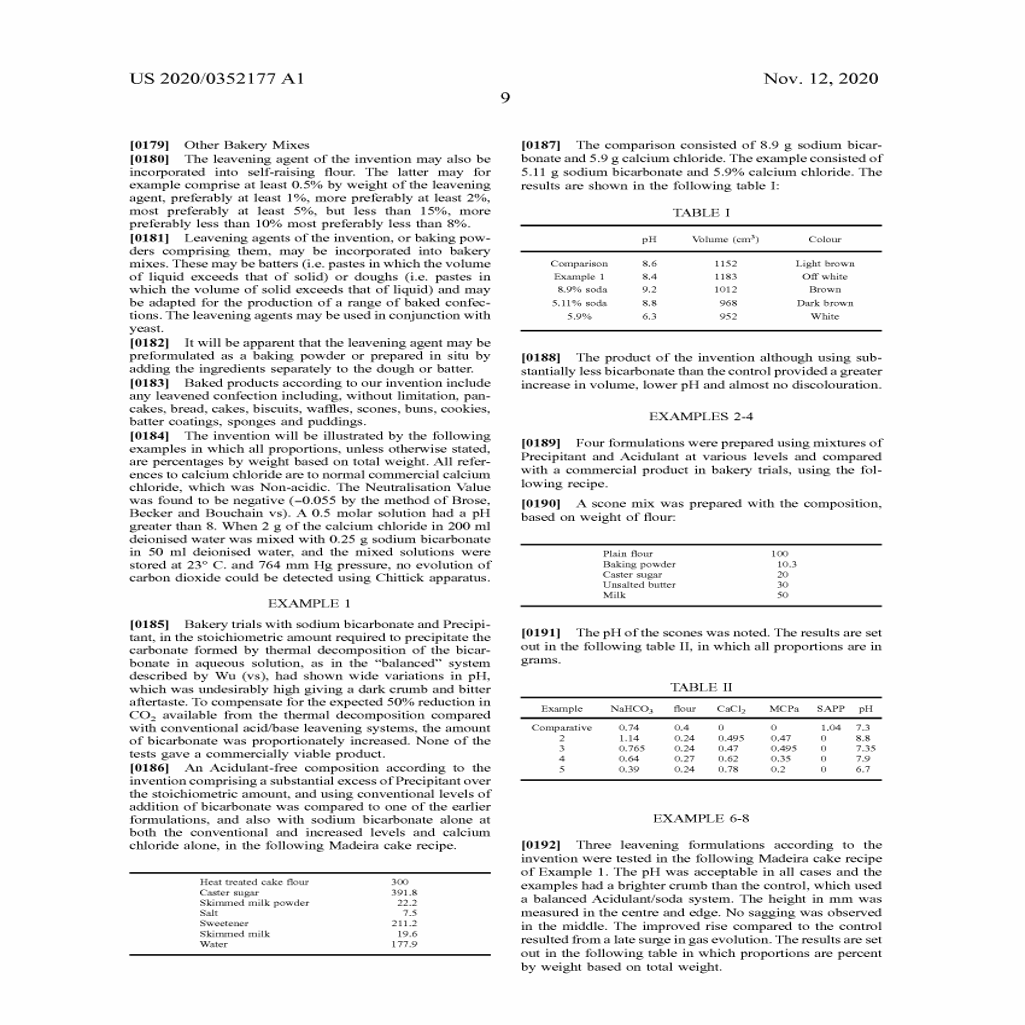 US 2020/0352177 A1
Nov. 12, 2020
9
[0179] Other Bakery Mixes
[0180] The leavening agent of the invention may also be
incorporated into self-raising flour. The latter may for
example comprise at least 0.5% by weight of the leavening
agent, preferably at least 1%, more preferably at least 2%,
most preferably at least 5%, but less than 15%, more
preferably less than 10% most preferably less than 8%.
[0181] Leavening agents of the invention, or baking pow-
ders comprising them, may be incorporated into bakery
mixes. These may be batters (i.e. pastes in which the volume
of liquid exceeds that of solid) or doughs (i.e. pastes in
which the volume of solid exceeds that of liquid) and may
be adapted for the production of a range of baked confec-
tions. The leavening agents may be used in conjunction with
yeast.
[0182] It will be apparent that the leavening agent may be
preformulated as a baking powder or prepared in situ by
adding the ingredients separately to the dough or batter.
[0183] Baked products according to our invention include
any leavened confection including, without limitation, pan-
cakes, bread, cakes, biscuits, waffles, scones, buns, cookies,
batter coatings, sponges and puddings.
[0184] The invention will be illustrated by the following
examples in which all proportions, unless otherwise stated,
are percentages by weight based on total weight. All refer-
ences to calcium chloride are to normal commercial calcium
chloride, which was Non-acidic. The Neutralisation Value
was found to be negative (−0.055 by the method of Brose,
Becker and Bouchain vs). A 0.5 molar solution had a pH
greater than 8. When 2 g of the calcium chloride in 200 ml
deionised water was mixed with 0.25 g sodium bicarbonate
in 50 ml deionised water, and the mixed solutions were
stored at 23° C. and 764 mm Hg pressure, no evolution of
carbon dioxide could be detected using Chittick apparatus.
EXAMPLE 1
[0185] Bakery trials with sodium bicarbonate and Precipi-
tant, in the stoichiometric amount required to precipitate the
carbonate formed by thermal decomposition of the bicar-
bonate in aqueous solution, as in the “balanced” system
described by Wu (vs), had shown wide variations in pH,
which was undesirably high giving a dark crumb and bitter
aftertaste. To compensate for the expected 50% reduction in
CO₂ available from the thermal decomposition compared
with conventional acid/base leavening systems, the amount
of bicarbonate was proportionately increased. None of the
tests gave a commercially viable product.
[0186] An Acidulant-free composition according to the
invention comprising a substantial excess of Precipitant over
the stoichiometric amount, and using conventional levels of
addition of bicarbonate was compared to one of the earlier
formulations, and also with sodium bicarbonate alone at
both the conventional and increased levels and calcium
chloride alone, in the following Madeira cake recipe.
Heat treated cake flour 300
Caster sugar 391.8
Skimmed milk powder 22.2
Salt 7.5
Sweetener 211.2
Skimmed milk 19.6
Water 177.9
[0187] The comparison consisted of 8.9 g sodium bicar-
bonate and 5.9 g calcium chloride. The example consisted of
5.11 g sodium bicarbonate and 5.9% calcium chloride. The
results are shown in the following table I:
TABLE I
pH Volume (cm³) Colour
Comparison 8.6 1152 Light brown
Example 1 8.4 1183 Off white
8.9% soda 9.2 1012 Brown
5.11% soda 8.8 968 Dark brown
5.9% 6.3 952 White
[0188] The product of the invention although using sub-
stantially less bicarbonate than the control provided a greater
increase in volume, lower pH and almost no discolouration.
EXAMPLES 2-4
[0189] Four formulations were prepared using mixtures of
Precipitant and Acidulant at various levels and compared
with a commercial product in bakery trials, using the fol-
lowing recipe.
[0190] A scone mix was prepared with the composition,
based on weight of flour:
Plain flour 100
Baking powder 10.3
Caster sugar 20
Unsalted butter 30
Milk 50
[0191] The pH of the scones was noted. The results are set
out in the following table II, in which all proportions are in
grams.
TABLE II
Example NaHCO₃ flour CaCl₂ MCPa SAPP pH
Comparative 0.74 0.4 0 0 1.04 7.3
2 1.14 0.24 0.495 0.47 0 8.8
3 0.765 0.24 0.47 0.495 0 7.35
4 0.64 0.27 0.62 0.35 0 7.9
5 0.39 0.24 0.78 0.2 0 6.7
EXAMPLE 6-8
[0192] Three leavening formulations according to the
invention were tested in the following Madeira cake recipe
of Example 1. The pH was acceptable in all cases and the
examples had a brighter crumb than the control, which used
a balanced Acidulant/soda system. The height in mm was
measured in the centre and edge. No sagging was observed
in the middle. The improved rise compared to the control
resulted from a late surge in gas evolution. The results are set
out in the following table in which proportions are percent
by weight based on total weight.